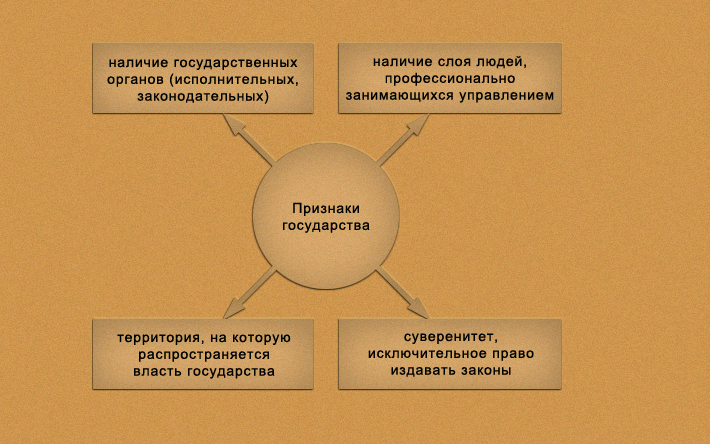 наличие государственных
органов (исполнительных,
законодательных)
наличие слоя людей,
профессионально
занимающихся управлением
Признаки
государства
территория, на которую
распространяется
власть государства
суверенитет,
исключительное право
издавать законы